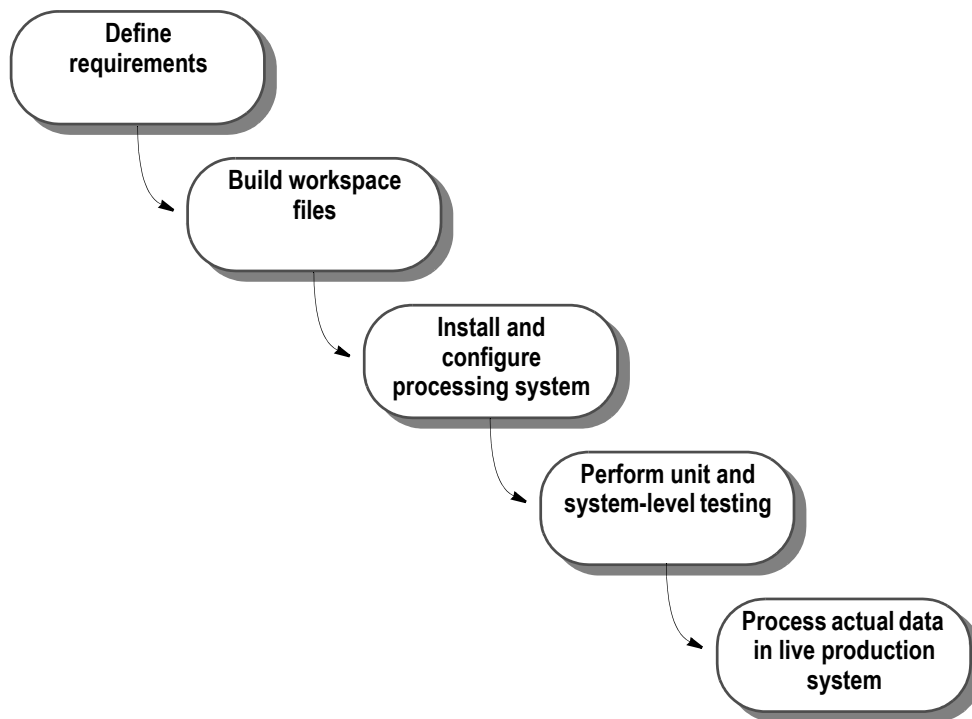 Define
requirements
Build workspace
files
Install and
configure
processing system
Perform unit and
system-level testing
Process actual data
in live production
system